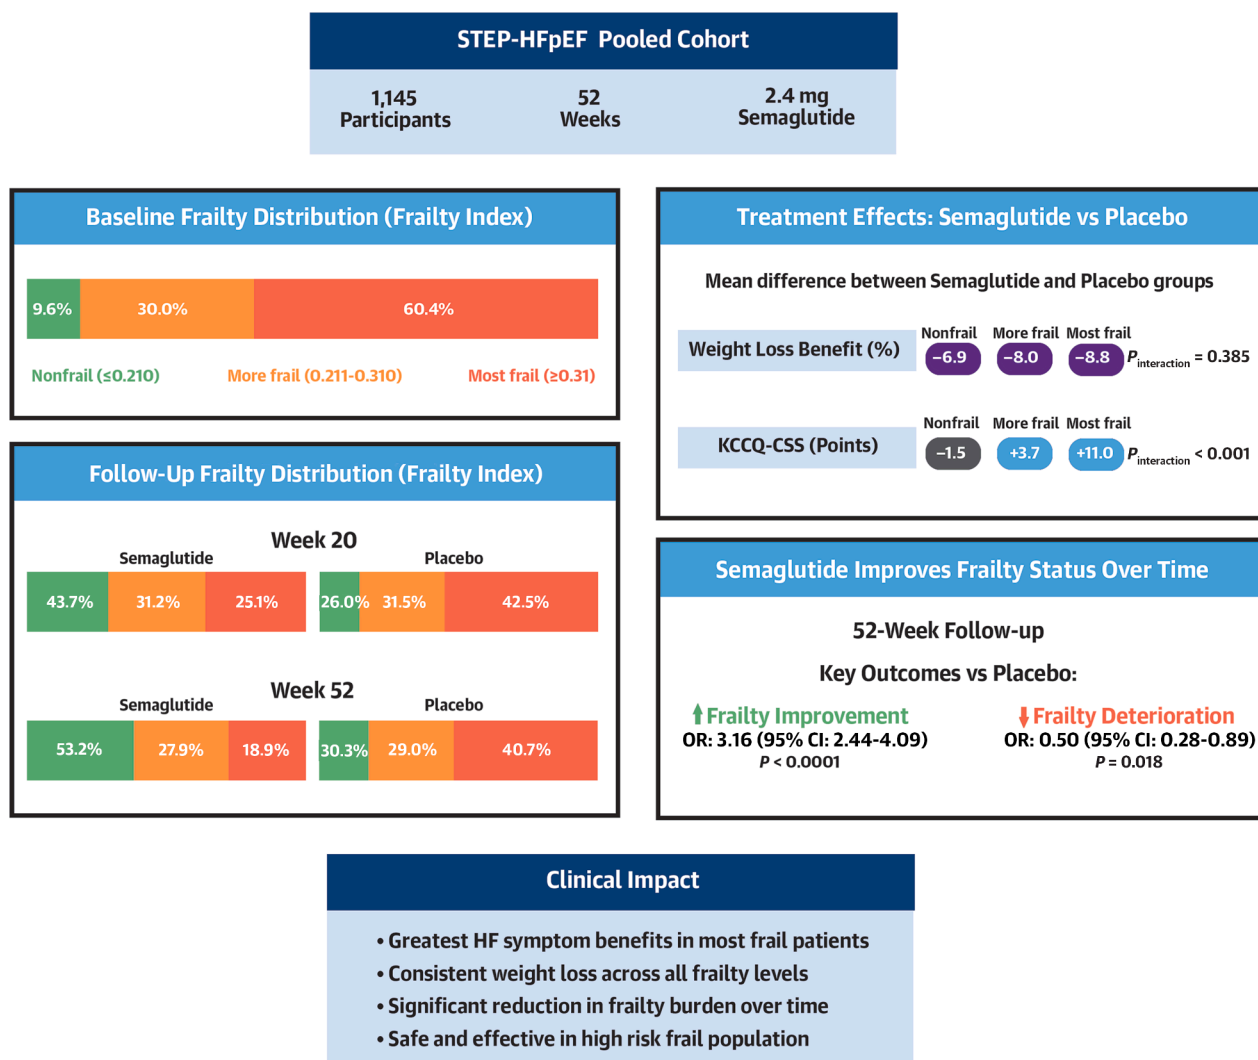 STEP-HFpEF Pooled Cohort
1,145
Participants
52
Weeks
2.4 mg
Semaglutide
Baseline Frailty Distribution (Frailty Index)
9.6% 30.0% 60.4%
Nonfrail (≤0.210) More frail (0.211-0.310) Most frail (≥0.31)
Follow-Up Frailty Distribution (Frailty Index)
Week 20
Semaglutide Placebo
43.7% 31.2% 25.1% 26.0% 31.5% 42.5%
Week 52
Semaglutide Placebo
53.2% 27.9% 18.9% 30.3% 29.0% 40.7%
Treatment Effects: Semaglutide vs Placebo
Mean difference between Semaglutide and Placebo groups
Nonfrail More frail Most frail
Weight Loss Benefit (%) −6.9 −8.0 −8.8 Pinteraction = 0.385
Nonfrail More frail Most frail
KCCQ-CSS (Points) −1.5 +3.7 +11.0 Pinteraction < 0.001
Semaglutide Improves Frailty Status Over Time
52-Week Follow-up
Key Outcomes vs Placebo:
Frailty Improvement
OR: 3.16 (95% CI: 2.44-4.09)
P < 0.0001
Frailty Deterioration
OR: 0.50 (95% CI: 0.28-0.89)
P = 0.018
Clinical Impact
• Greatest HF symptom benefits in most frail patients
• Consistent weight loss across all frailty levels
• Significant reduction in frailty burden over time
• Safe and effective in high risk frail population